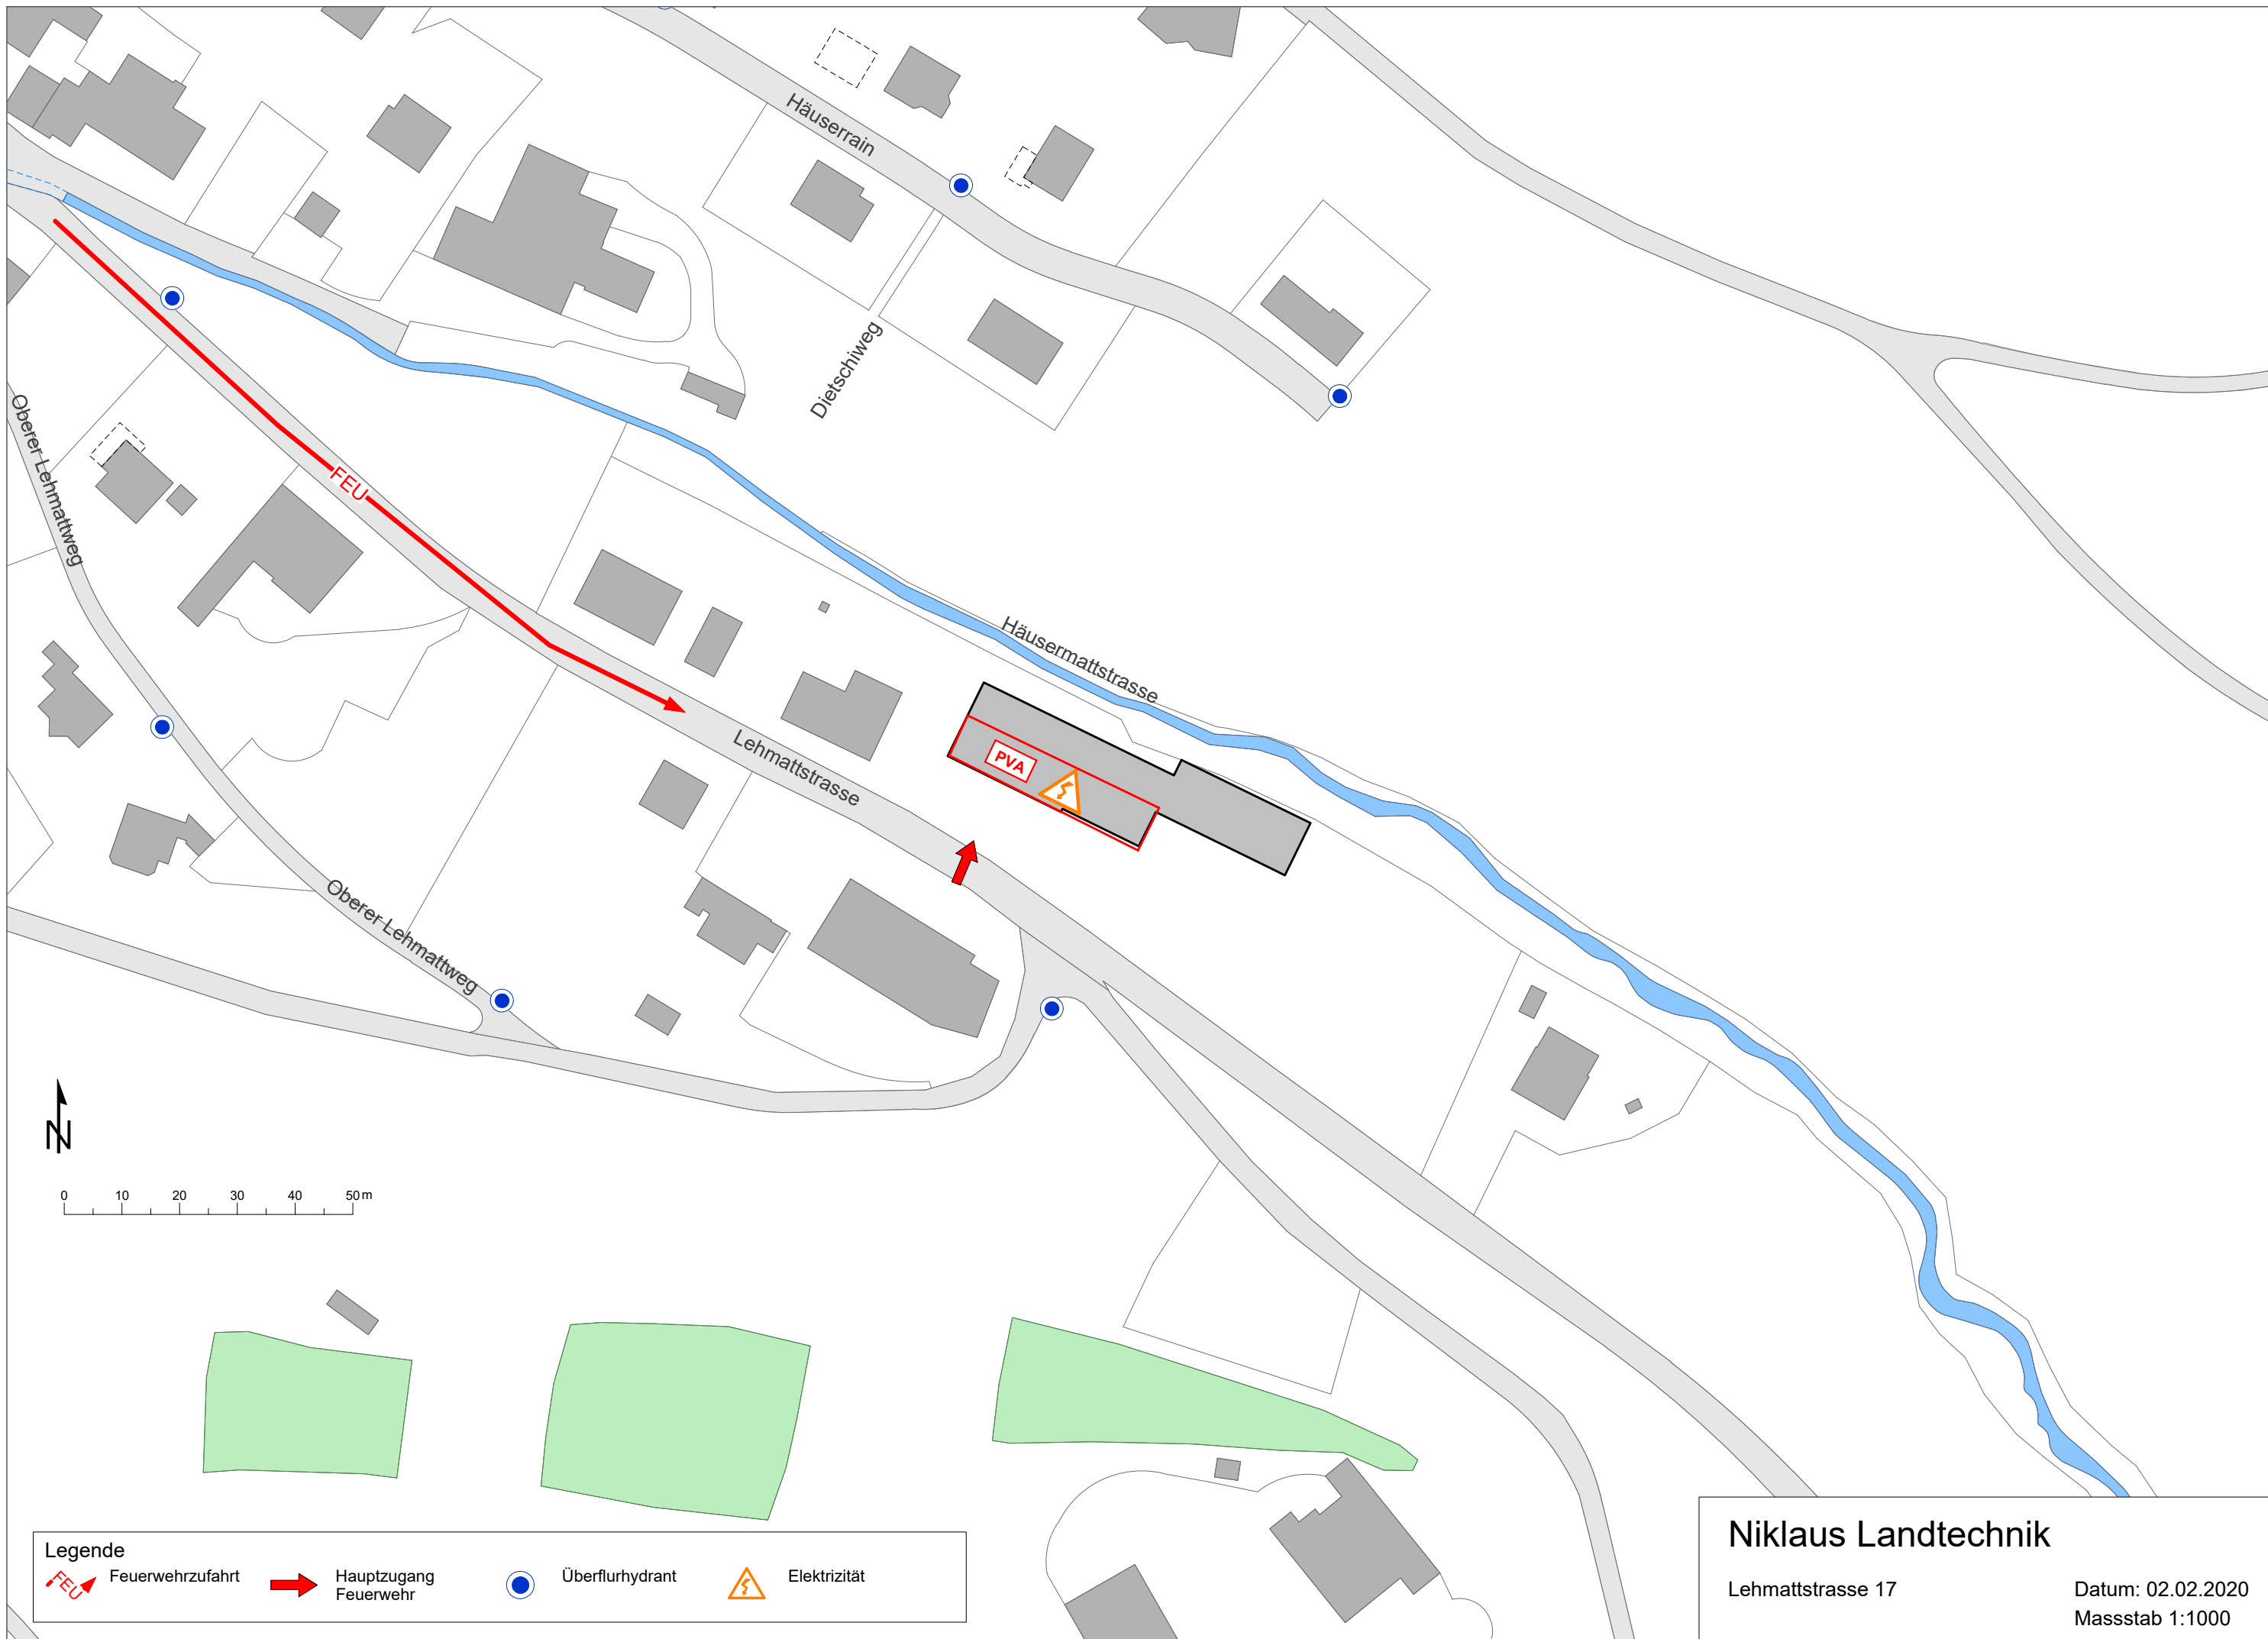 Häuserrain
Dietschiweg
Oberer Lehmattweg
FEU
Häusermattstrasse
Lehmattstrasse
PVA
Oberer Lehmattweg
N
0 10 20 30 40 50 m
Legende
FEU Feuerwehrzufahrt
Hauptzugang
Feuerwehr
Überflurhydrant
Elektrizität
Niklaus Landtechnik
Lehmattstrasse 17
Datum: 02.02.2020
Massstab 1:1000